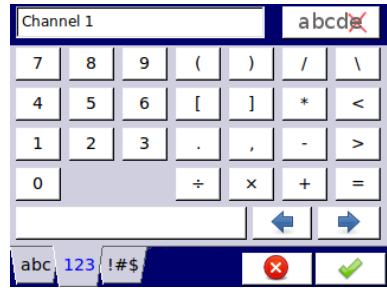 Channel 1 abcde
7 8 9 ( ) / \
4 5 6 [ ] * <
1 2 3 . , - >
0 ÷ × + =
abc 123 !#$